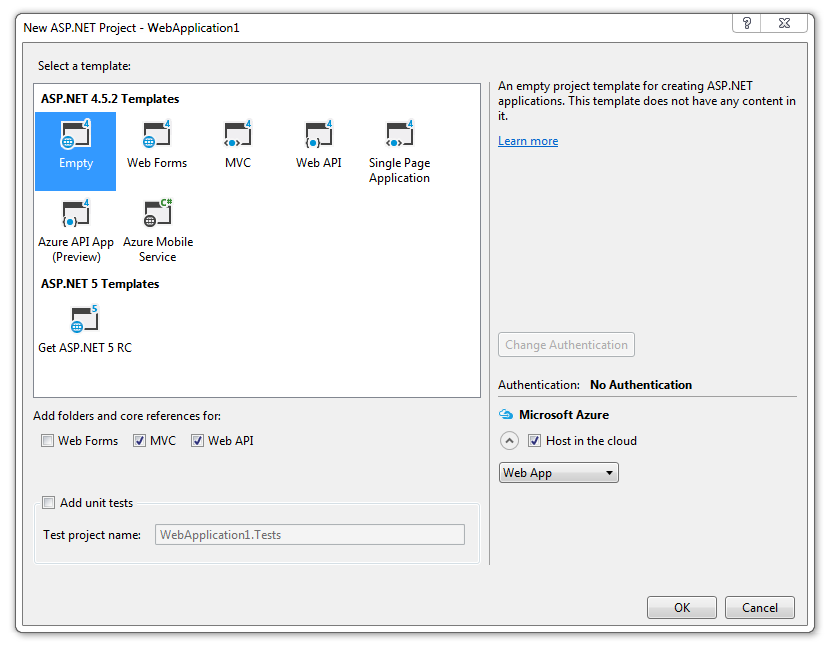 New ASP.NET Project - WebApplication1
?
Select a template:
ASP.NET 4.5.2 Templates
4
Empty
4
Web Forms
4
MVC
4
Web API
4
Single Page
Application
4
Azure API App
(Preview)
C#
Azure Mobile
Service
ASP.NET 5 Templates
5
Get ASP.NET 5 RC
Add folders and core references for:
Web Forms MVC Web API
Add unit tests
Test project name: WebApplication1.Tests
An empty project template for creating ASP.NET
applications. This template does not have any content in
it.
Learn more
Change Authentication
Authentication: No Authentication
Microsoft Azure
Host in the cloud
Web App
OK Cancel